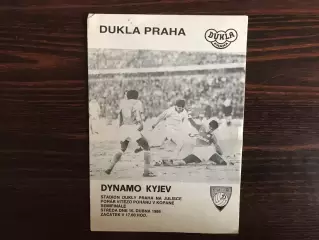 DUKLA PRAHA
DUKLA
DYNAMO KYJEV
STADION DUKLY PRAHA NA JULISCE
POHÁR VÍTĚZŮ POHÁRŮ V KOPANÉ
SEMIFINÁLE
STŘEDA DNE 16. DUBNA 1986
ZAČÁTEK V 17.00 HOD.